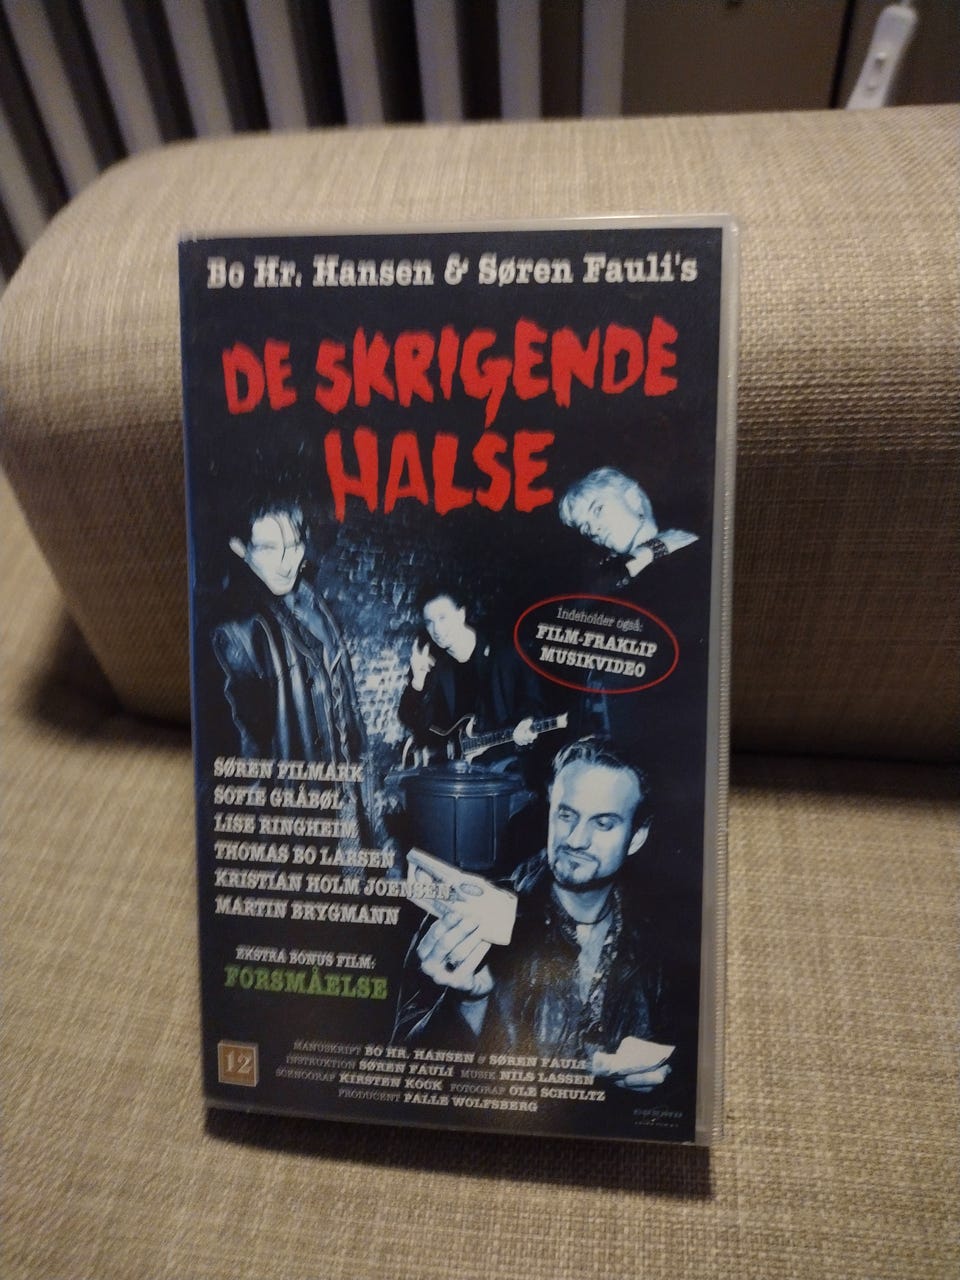 Bo Hr. Hansen & Søren Fauli's
DE SKRIGENDE
HALSE
Indeholder også:
FILM-FRAKLIP
MUSIKVIDEO
SØREN PILMARK
SOFIE GRÅBØL
LISE RINGHEIM
THOMAS BO LARSEN
KRISTIAN HOLM JOENSEN
MARTIN BRYGMANN
EKSTRA BONUS FILM:
FORSMÅELSE
12
MANUSKRIPT BO HR. HANSEN & SØREN FAULI
INSTRUKTION SØREN FAULI MUSIK NILS LASSEN
SCENOGRAF KIRSTEN KOCK FOTOGRAF OLE SCHULTZ
PRODUCENT PALLE WOLFSBERG